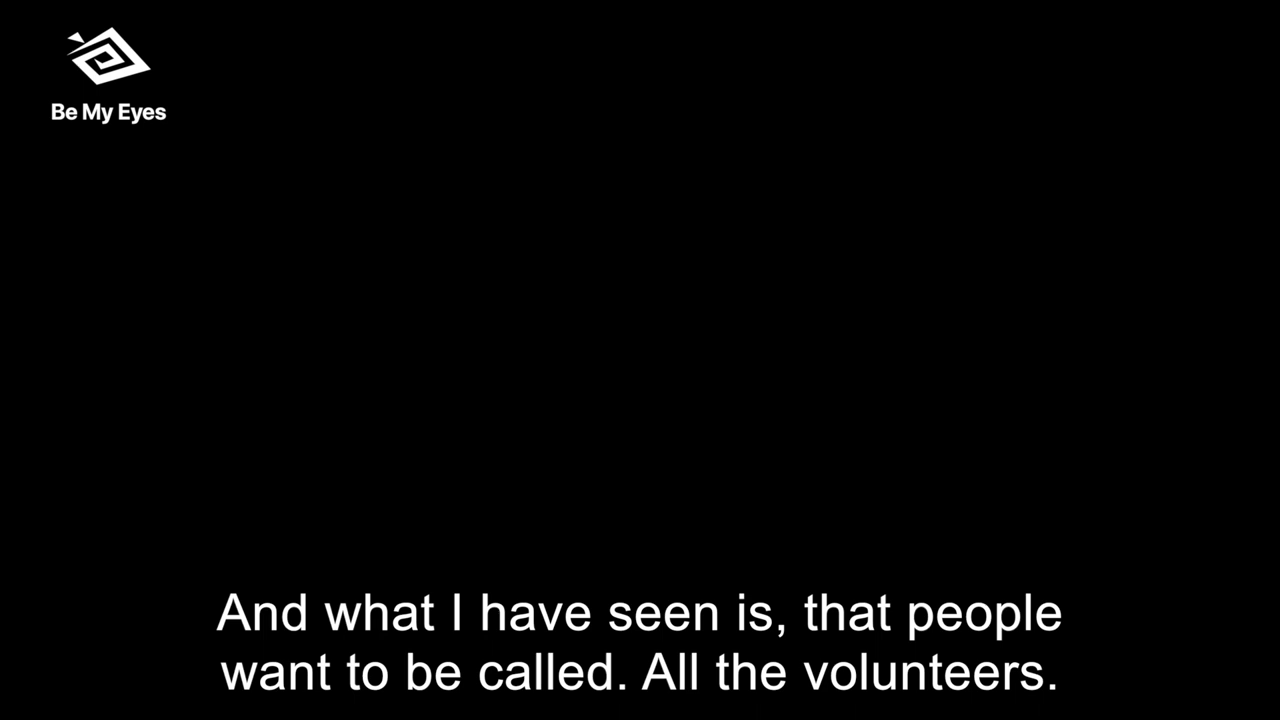 Be My Eyes
And what I have seen is, that people
want to be called. All the volunteers.